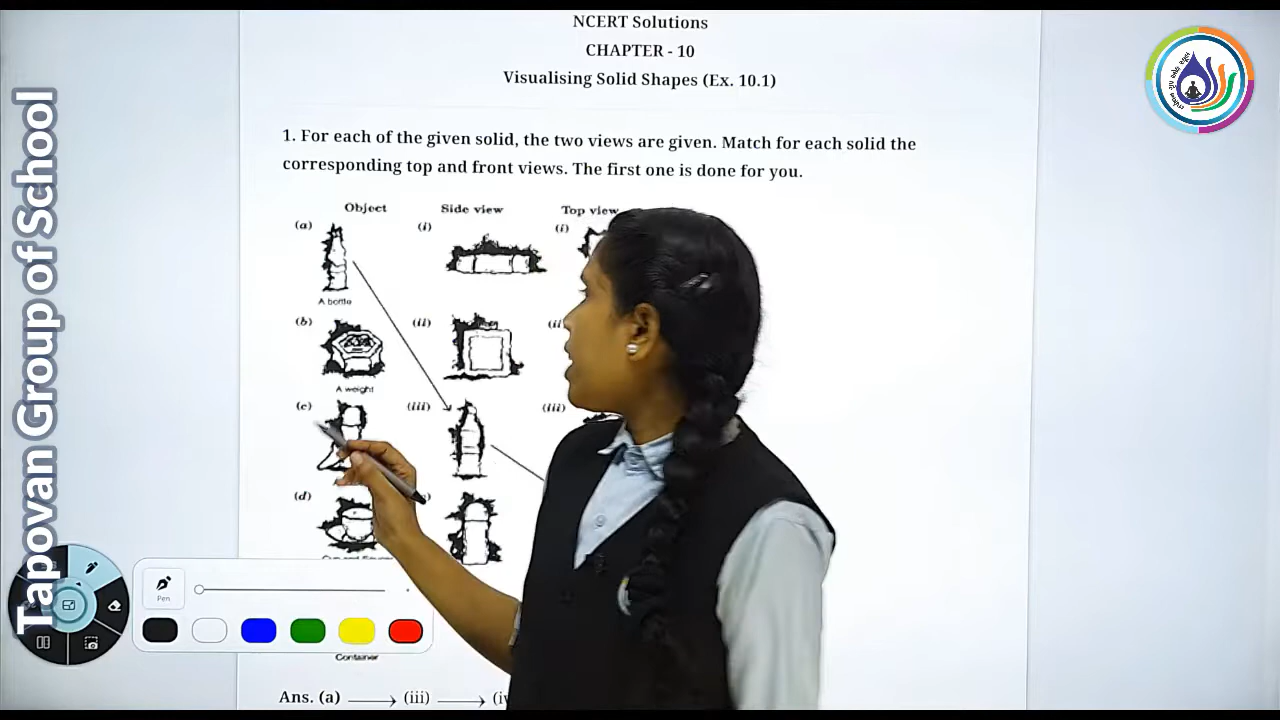 NCERT Solutions
CHAPTER - 10
Visualising Solid Shapes (Ex. 10.1)
1. For each of the given solid, the two views are given. Match for each solid the
corresponding top and front views. The first one is done for you.
Object Side view Top view
(a) (i) (i)
A bottle
(b) (ii) (ii
A weight
(c) (iii) (iii)
(d)
Container
Ans. (a) (iii) (iv
Pen
Tapovan Group of School